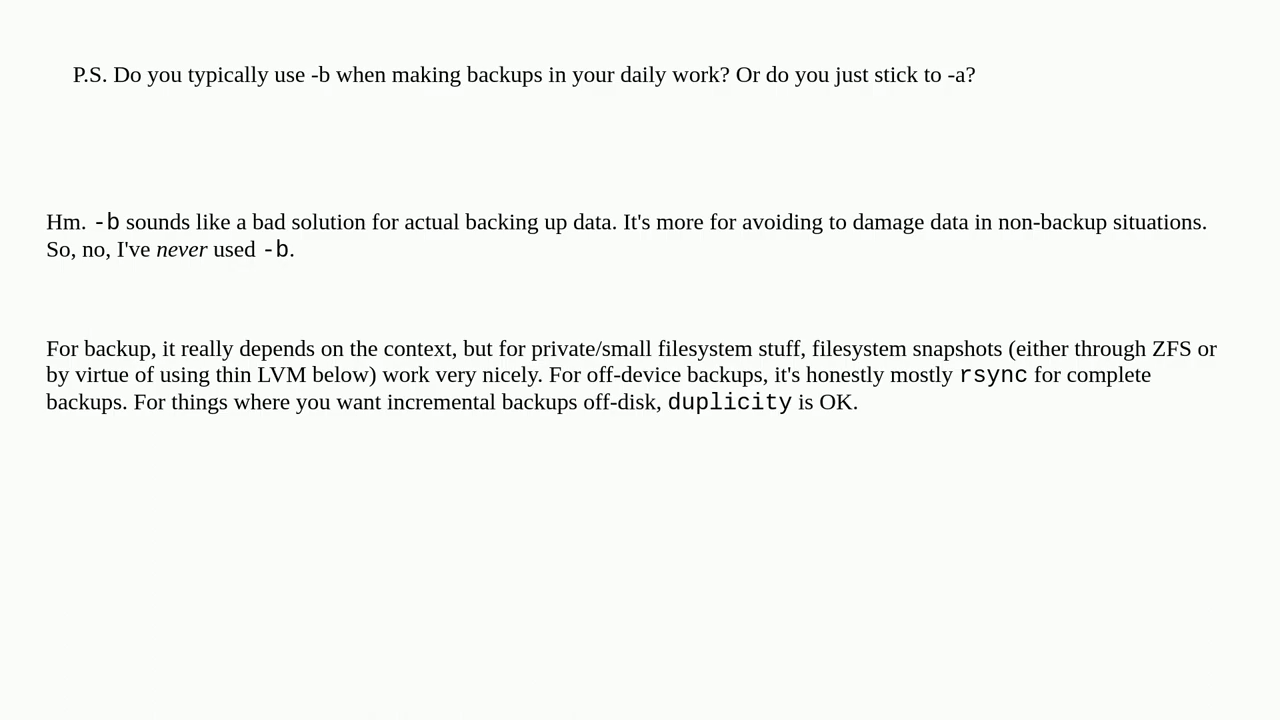 P.S. Do you typically use -b when making backups in your daily work? Or do you just stick to -a?
Hm. -b sounds like a bad solution for actual backing up data. It's more for avoiding to damage data in non-backup situations.
So, no, I've never used -b.
For backup, it really depends on the context, but for private/small filesystem stuff, filesystem snapshots (either through ZFS or
by virtue of using thin LVM below) work very nicely. For off-device backups, it's honestly mostly rsync for complete
backups. For things where you want incremental backups off-disk, duplicity is OK.